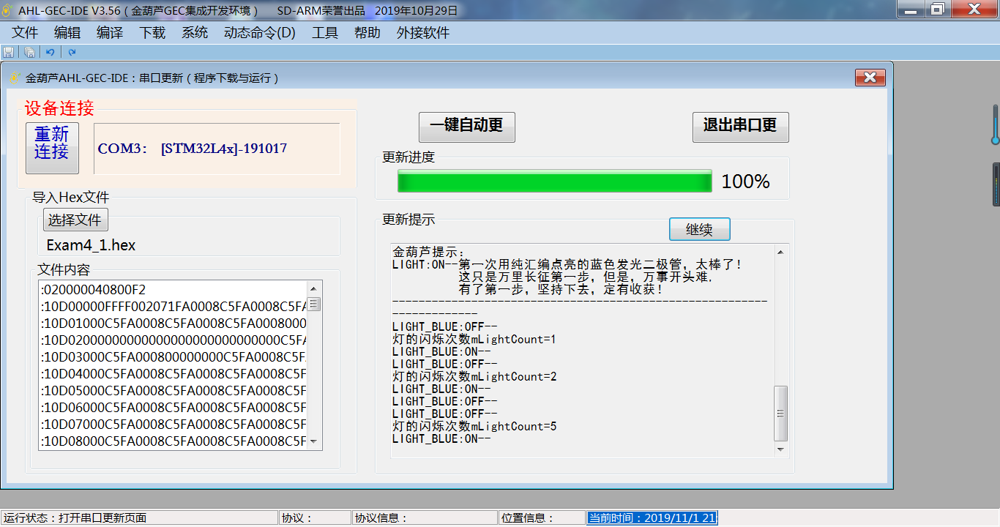 AHL-GEC-IDE V3.56（金葫芦GEC集成开发环境） SD-ARM荣誉出品 2019年10月29日
文件 编辑 编译 下载 系统 动态命令(D) 工具 帮助 外接软件
金葫芦AHL-GEC-IDE：串口更新（程序下载与运行）
设备连接
重新
连接
COM3： [STM32L4x]-191017
导入Hex文件
选择文件
Exam4_1.hex
文件内容
:020000040800F2
:10D00000FFFF002071FA0008C5FA0008C5FA
:10D01000C5FA0008C5FA0008C5FA0008000
:10D02000000000000000000000000000C5FA
:10D03000C5FA000800000000C5FA0008C5F
:10D04000C5FA0008C5FA0008C5FA0008C5F
:10D05000C5FA0008C5FA0008C5FA0008C5F
:10D06000C5FA0008C5FA0008C5FA0008C5F
:10D07000C5FA0008C5FA0008C5FA0008C5F
:10D08000C5FA0008C5FA0008C5FA0008C5F
一键自动更
退出串口更
更新进度
100%
更新提示
继续
金葫芦提示：
LIGHT:ON--第一次用纯汇编点亮的蓝色发光二极管，太棒了！
这只是万里长征第一步，但是，万事开头难，
有了第一步，坚持下去，定有收获！
---------------------------------------------------------
-------------
LIGHT_BLUE:OFF--
灯的闪烁次数mLightCount=1
LIGHT_BLUE:ON--
LIGHT_BLUE:OFF--
灯的闪烁次数mLightCount=2
LIGHT_BLUE:ON--
LIGHT_BLUE:OFF--
LIGHT_BLUE:OFF--
灯的闪烁次数mLightCount=5
LIGHT_BLUE:ON--
运行状态：打开串口更新页面 协议： 协议信息： 位置信息： 当前时间：2019/11/1 21: